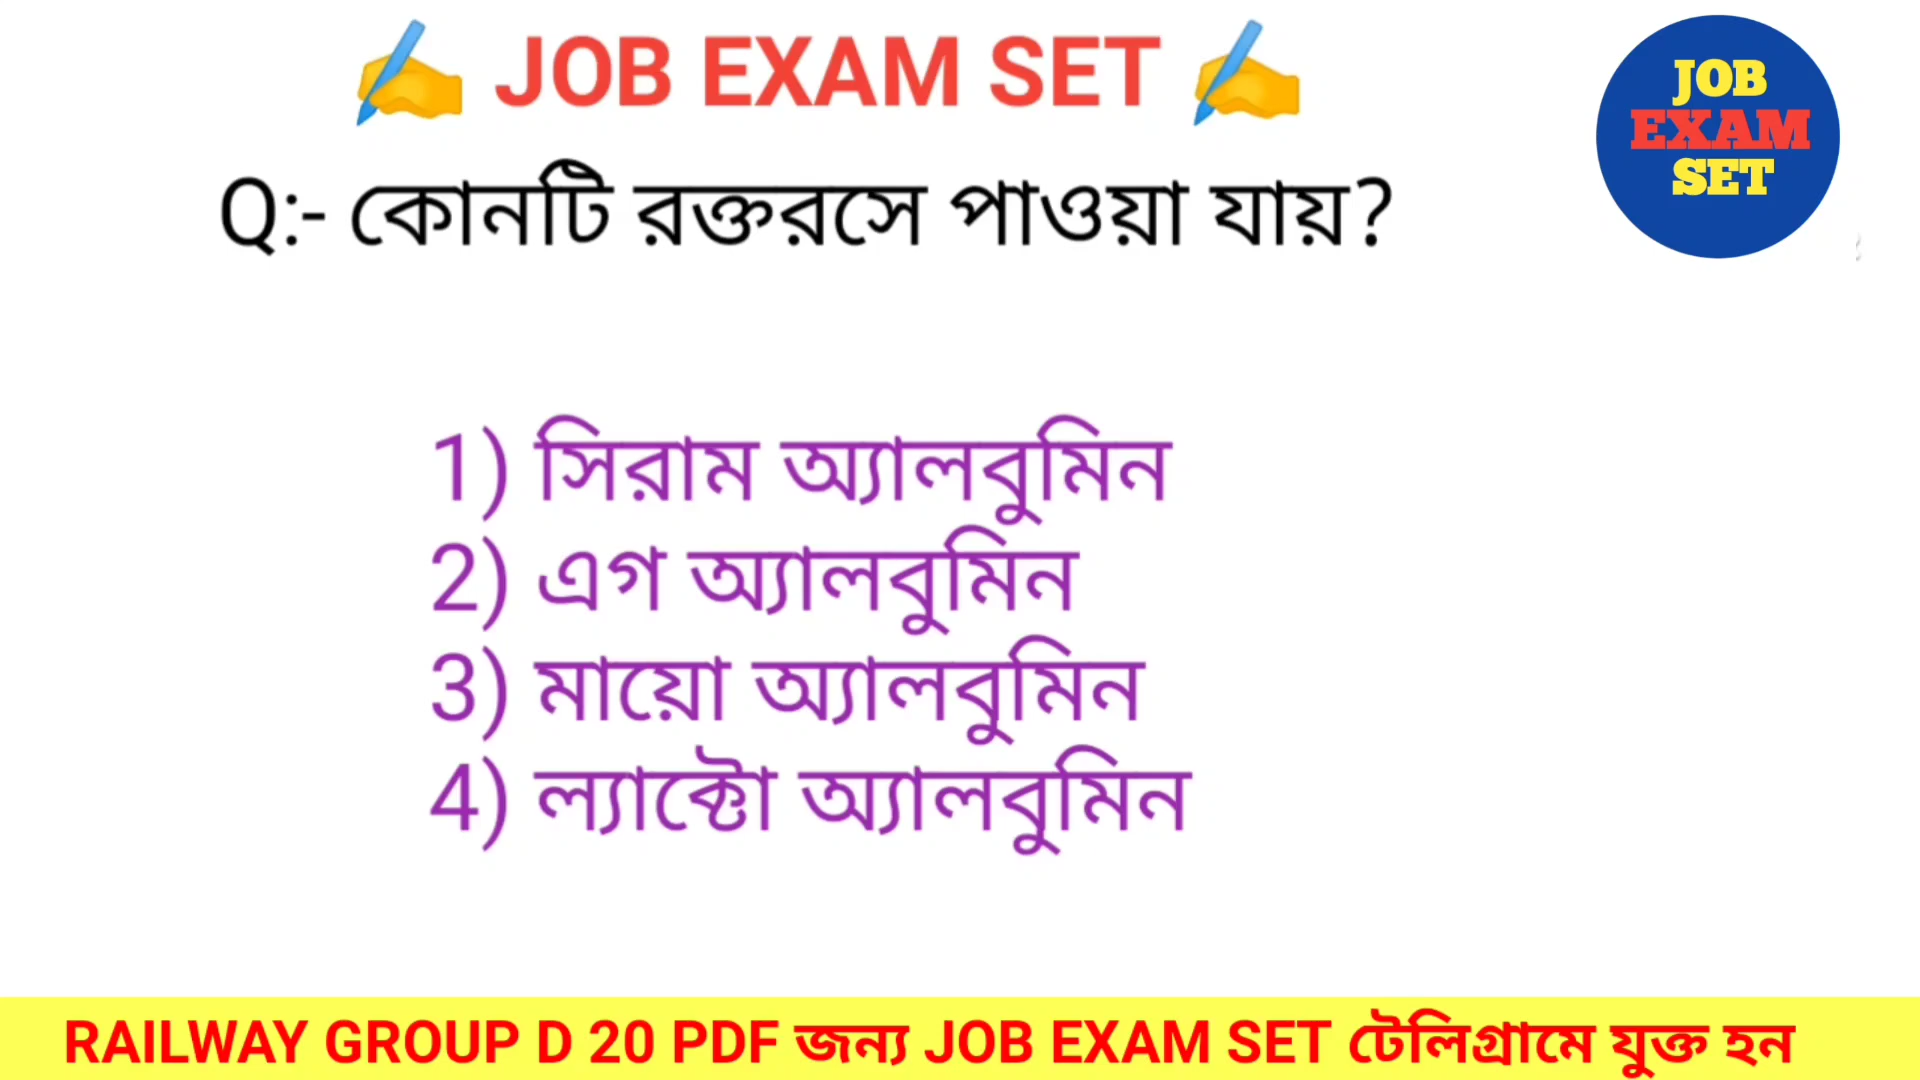 ✍️ JOB EXAM SET ✍️
JOB
EXAM
SET
Q:- কোনটি রক্তরসে পাওয়া যায়?
1) সিরাম অ্যালবুমিন
2) এগ অ্যালবুমিন
3) মায়ো অ্যালবুমিন
4) ল্যাক্টো অ্যালবুমিন
RAILWAY GROUP D 20 PDF জন্য JOB EXAM SET টেলিগ্রামে যুক্ত হন